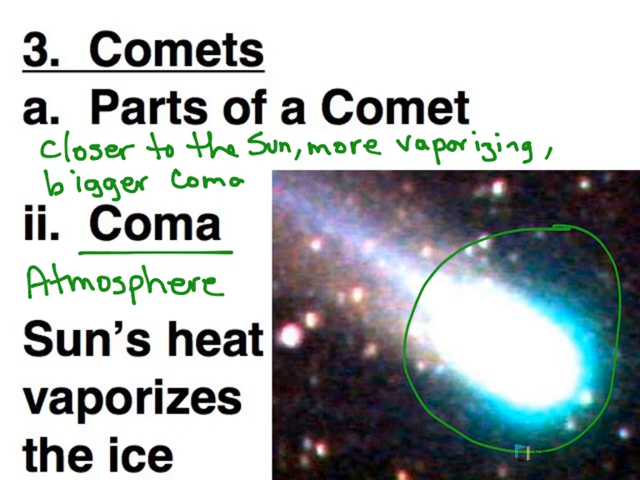 3. Comets
a. Parts of a Comet
closer to the Sun, more vaporizing,
bigger coma
ii. Coma
Atmosphere
Sun's heat
vaporizes
the ice